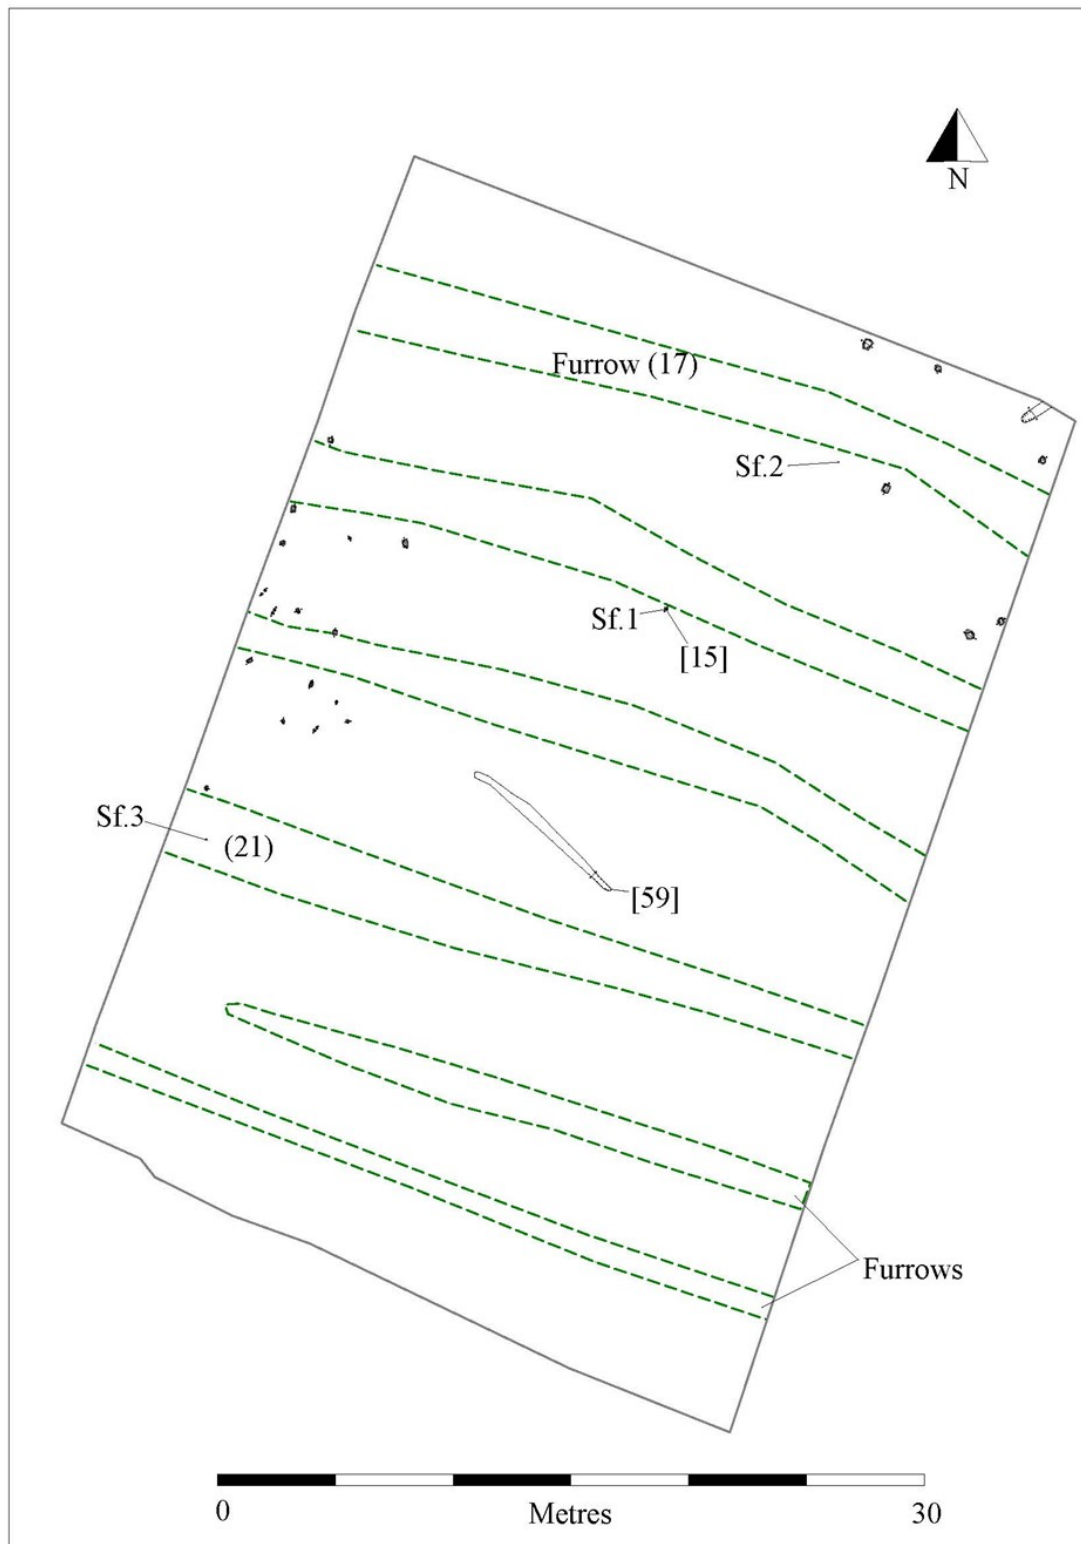 N
Furrow (17)
Sf.2
Sf.1
[15]
Sf.3
(21)
[59]
Furrows
0
Metres
30